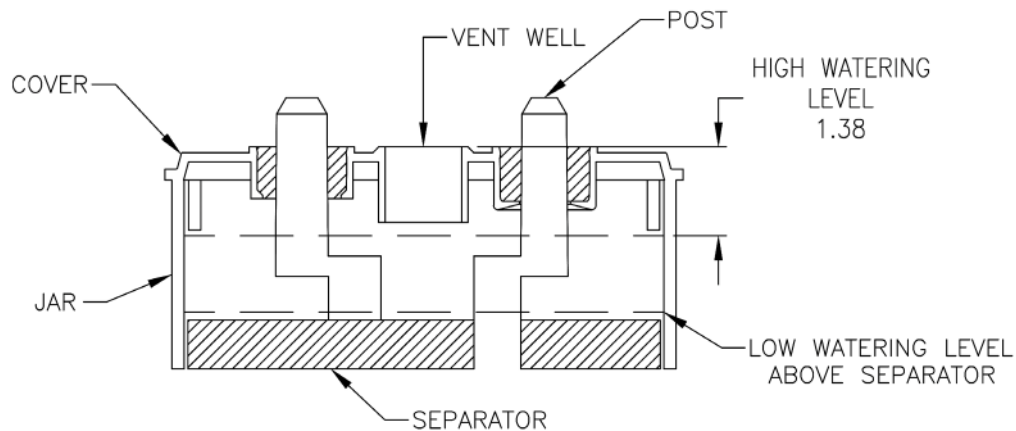 POST
VENT WELL
COVER
HIGH WATERING
LEVEL
1.38
JAR
LOW WATERING LEVEL
ABOVE SEPARATOR
SEPARATOR